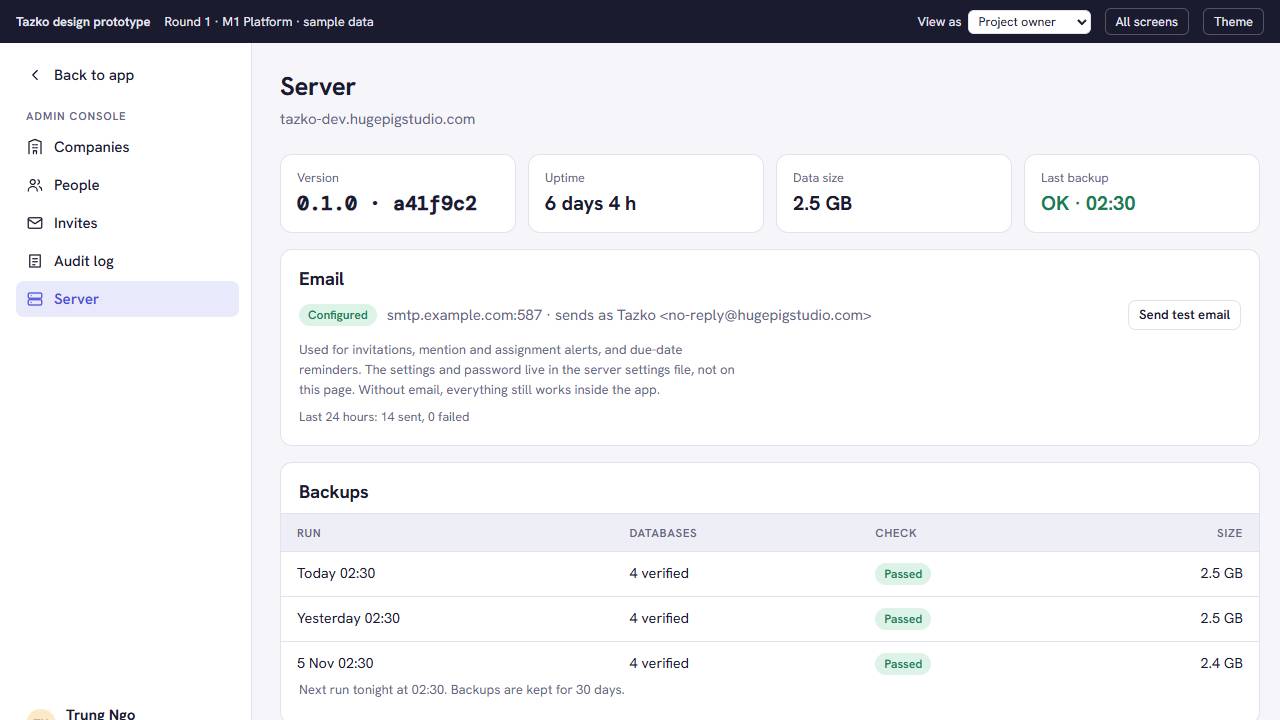 Tazko design prototype Round 1 · M1 Platform · sample data View as Project owner All screens Theme
Back to app
ADMIN CONSOLE
Companies
People
Invites
Audit log
Server
Trung Ngo
Server
tazko-dev.hugepigstudio.com
Version
0.1.0 · a41f9c2
Uptime
6 days 4 h
Data size
2.5 GB
Last backup
OK · 02:30
Email
Configured smtp.example.com:587 · sends as Tazko <no-reply@hugepigstudio.com> Send test email
Used for invitations, mention and assignment alerts, and due-date
reminders. The settings and password live in the server settings file, not on
this page. Without email, everything still works inside the app.
Last 24 hours: 14 sent, 0 failed
Backups
RUN DATABASES CHECK SIZE
Today 02:30 4 verified Passed 2.5 GB
Yesterday 02:30 4 verified Passed 2.5 GB
5 Nov 02:30 4 verified Passed 2.4 GB
Next run tonight at 02:30. Backups are kept for 30 days.